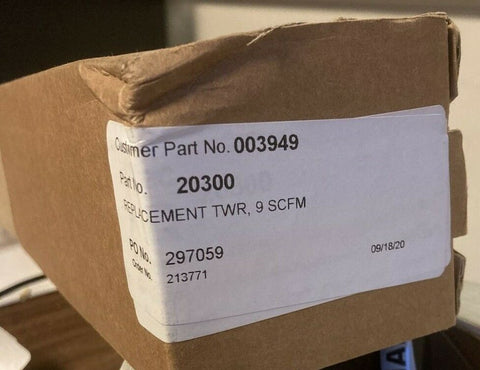 Customer Part No. 003949
Part No. 20300
REPLACEMENT TWR, 9 SCFM
PO No. 297059
09/18/20
Order No. 213771
A